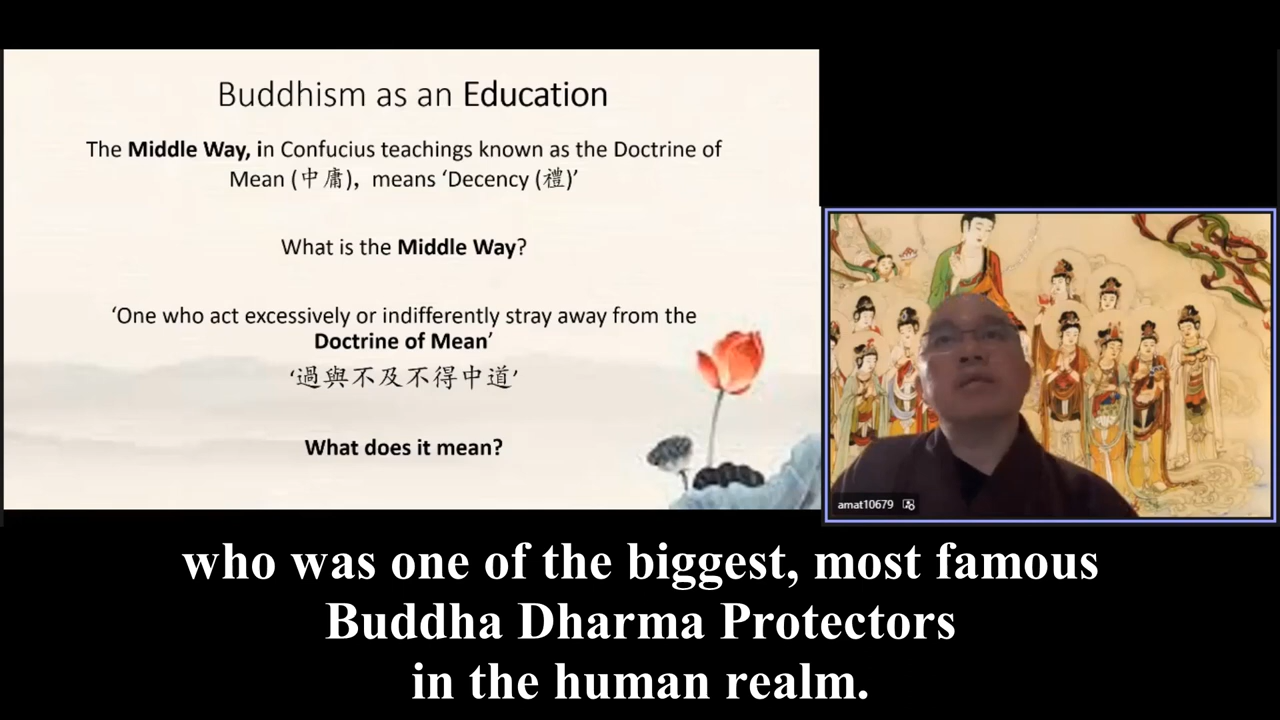 Buddhism as an Education
The Middle Way, in Confucius teachings known as the Doctrine of
Mean (中庸), means ‘Decency (禮)’
What is the Middle Way?
‘One who act excessively or indifferently stray away from the
Doctrine of Mean’
‘過與不及不得中道’
What does it mean?
amat10679
who was one of the biggest, most famous
Buddha Dharma Protectors
in the human realm.